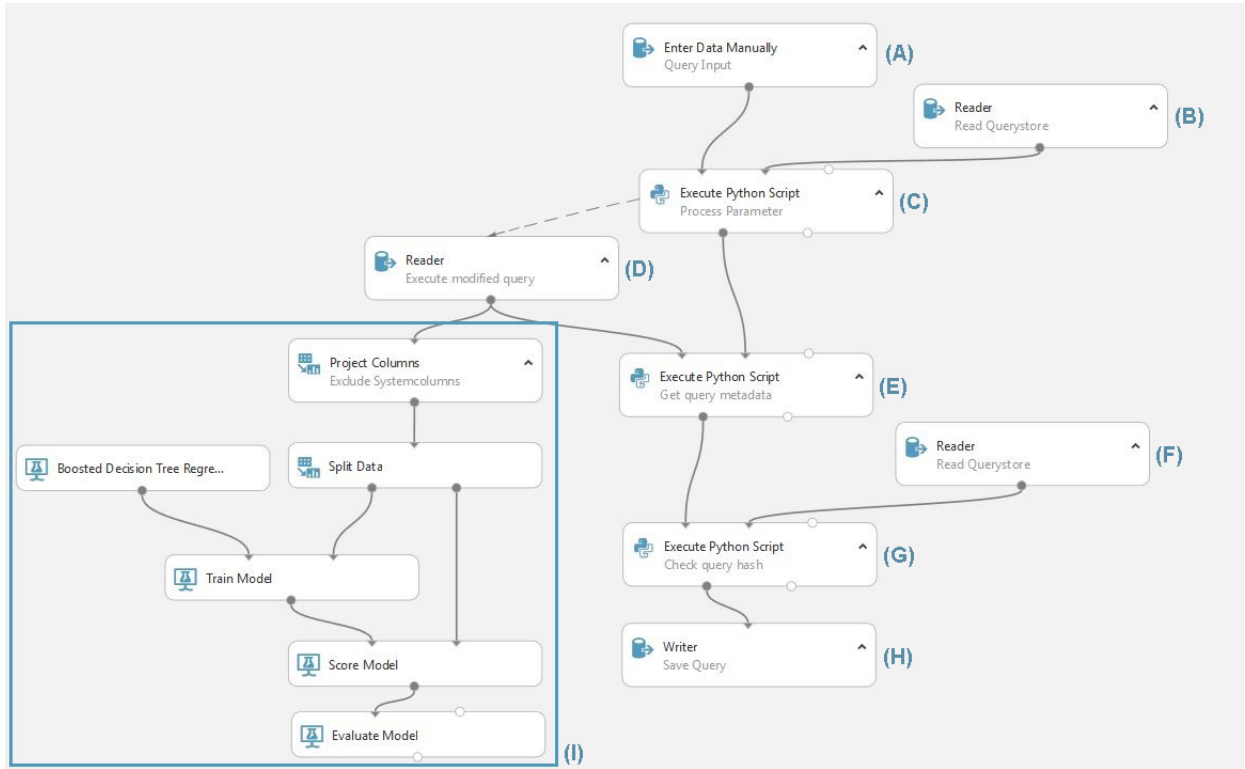 Enter Data Manually
Query Input
(A)
Reader
Read Querystore
(B)
Execute Python Script
Process Parameter
(C)
Reader
Execute modified query
(D)
Project Columns
Exclude Systemcolumns
Execute Python Script
Get query metadata
(E)
Boosted Decision Tree Regre...
Split Data
Reader
Read Querystore
(F)
Execute Python Script
Check query hash
(G)
Train Model
Score Model
Writer
Save Query
(H)
Evaluate Model
(I)